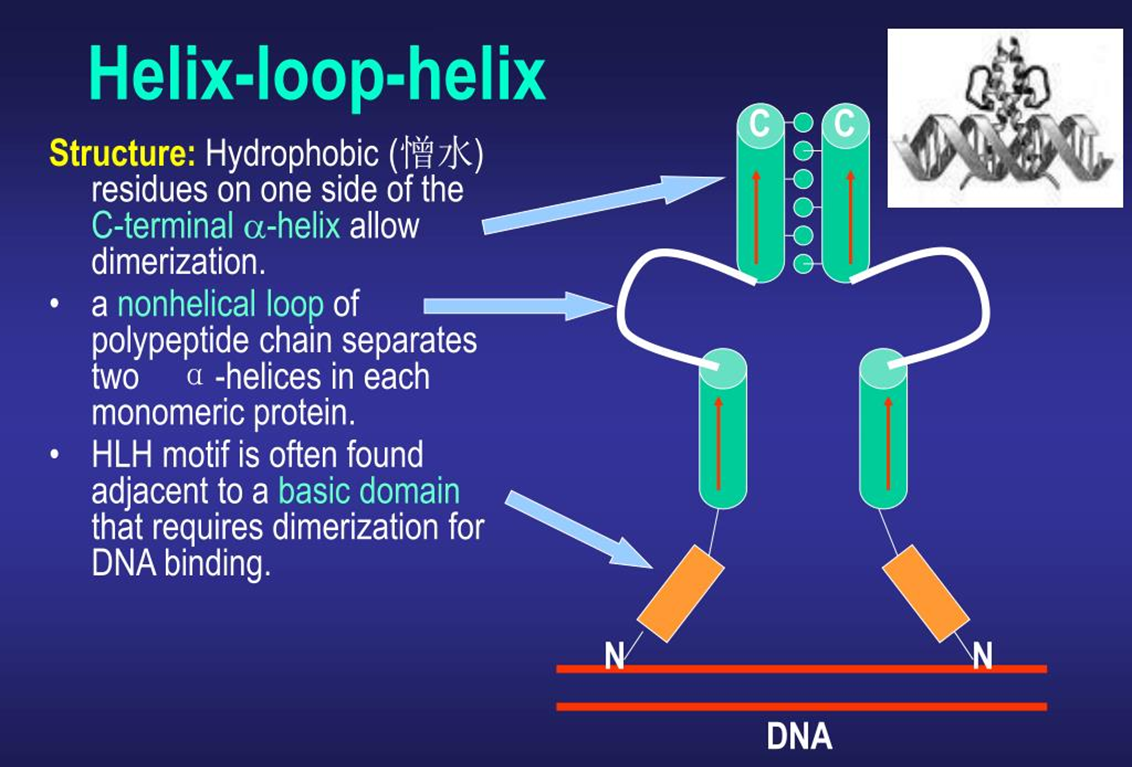 Helix-loop-helix
Structure: Hydrophobic (憎水)
residues on one side of the
C-terminal α-helix allow
dimerization.
• a nonhelical loop of
polypeptide chain separates
two α -helices in each
monomeric protein.
• HLH motif is often found
adjacent to a basic domain
that requires dimerization for
DNA binding.
C C
N N
DNA